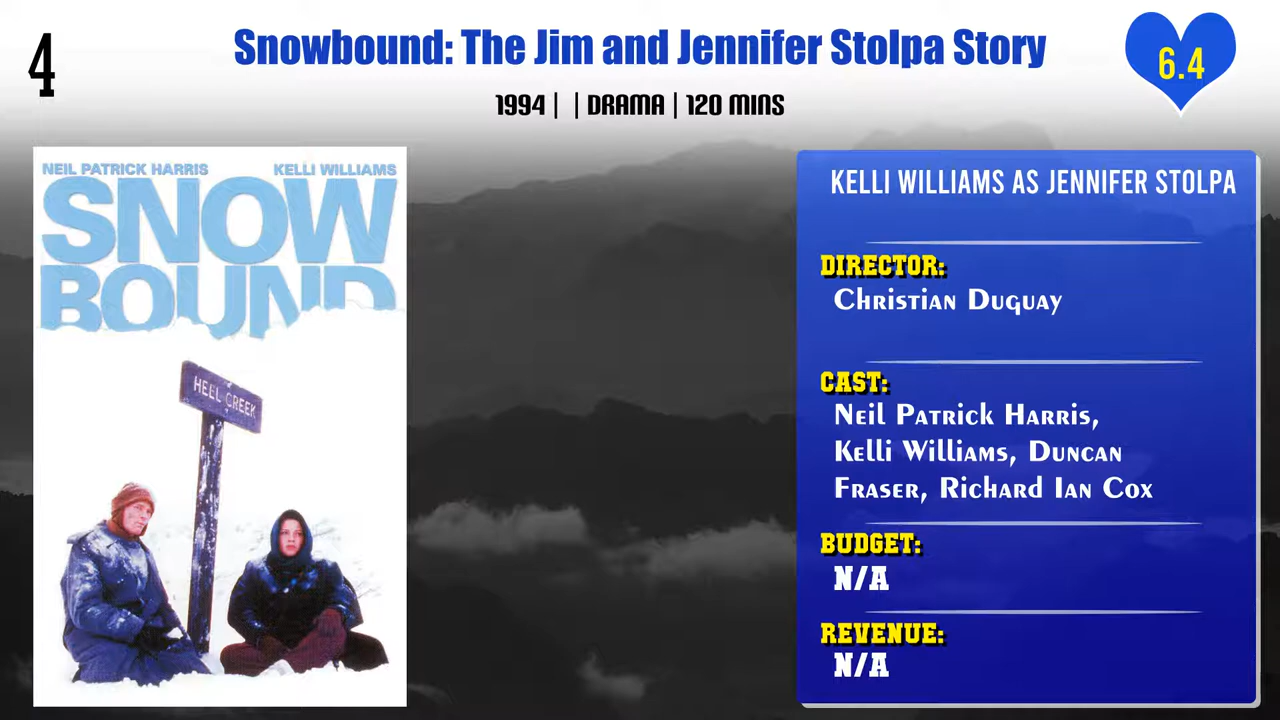 4
Snowbound: The Jim and Jennifer Stolpa Story
6.4
1994 | | DRAMA | 120 MINS
NEIL PATRICK HARRIS KELLI WILLIAMS
SNOW
BOUND
HELL CREEK
KELLI WILLIAMS AS JENNIFER STOLPA
DIRECTOR:
Christian Duguay
CAST:
Neil Patrick Harris,
Kelli Williams, Duncan
Fraser, Richard Ian Cox
BUDGET:
N/A
REVENUE:
N/A